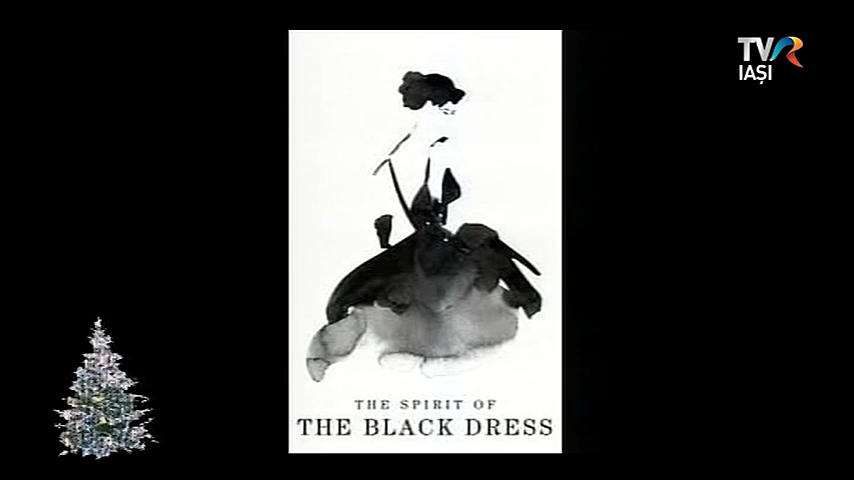 TVR
IAȘI
THE SPIRIT OF
THE BLACK DRESS